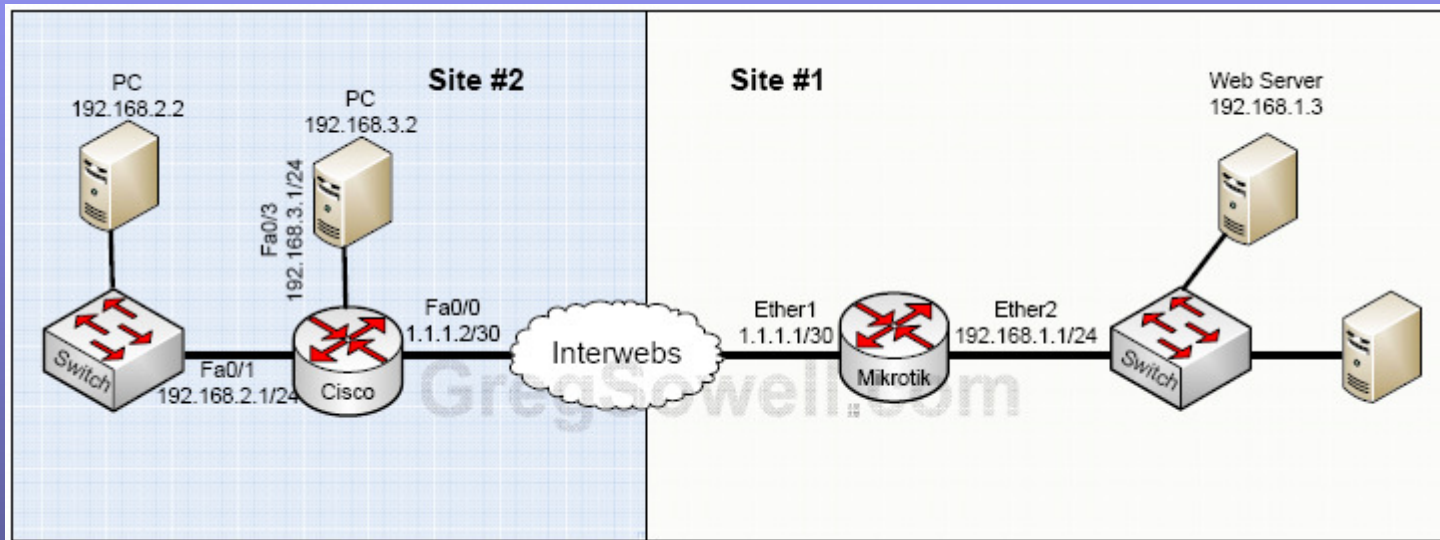 Site #2
Site #1
PC
192.168.2.2
PC
192.168.3.2
Web Server
192.168.1.3
Fa0/3
192.168.3.1/24
Fa0/0
1.1.1.2/30
Interwebs
Ether1
1.1.1.1/30
Ether2
192.168.1.1/24
Switch
Fa0/1
192.168.2.1/24
Cisco
Mikrotik
Switch
GregSowell.com